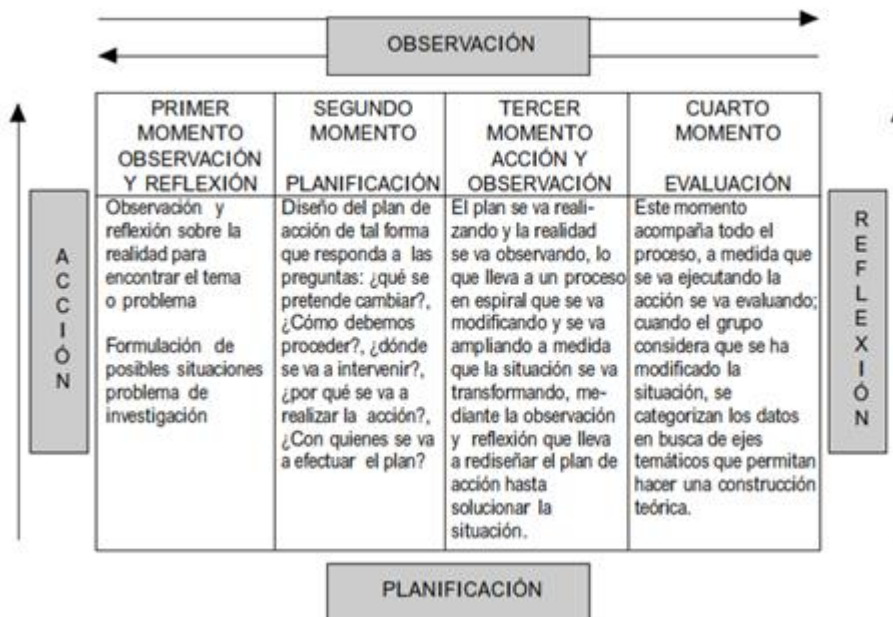 OBSERVACIÓN
PRIMER
MOMENTO
OBSERVACIÓN
Y REFLEXIÓN
SEGUNDO
MOMENTO
PLANIFICACIÓN
TERCER
MOMENTO
ACCIÓN Y
OBSERVACIÓN
CUARTO
MOMENTO
EVALUACIÓN
ACCIÓN
Observación y
reflexión sobre la
realidad para
encontrar el tema
o problema
Formulación de
posibles situaciones
problema de
investigación
Diseño del plan de
acción de tal forma
que responda a las
preguntas: ¿qué se
pretende cambiar?,
¿Cómo debemos
proceder?, ¿dónde
se va a intervenir?,
¿por qué se va a
realizar la acción?,
¿Con quienes se va
a efectuar el plan?
El plan se va reali-
zando y la realidad
se va observando, lo
que lleva a un proceso
en espiral que se va
modificando y se va
ampliando a medida
que la situación se va
transformando, me-
diante la observación
y reflexión que lleva
a rediseñar el plan de
acción hasta
solucionar la
situación.
Este momento
acompaña todo el
proceso, a medida que
se va ejecutando la
acción se va evaluando;
cuando el grupo
considera que se ha
modificado la
situación, se
categorizan los datos
en busca de ejes
temáticos que permitan
hacer una construcción
teórica.
REFLEXIÓN
PLANIFICACIÓN